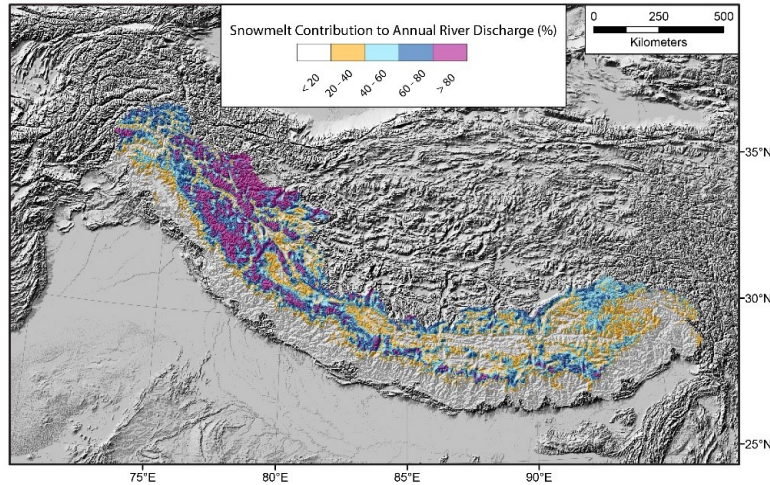 Snowmelt Contribution to Annual River Discharge (%)
< 20
20 - 40
40 - 60
60 - 80
> 80
0 250 500
Kilometers
35°N
30°N
25°N
75°E 80°E 85°E 90°E